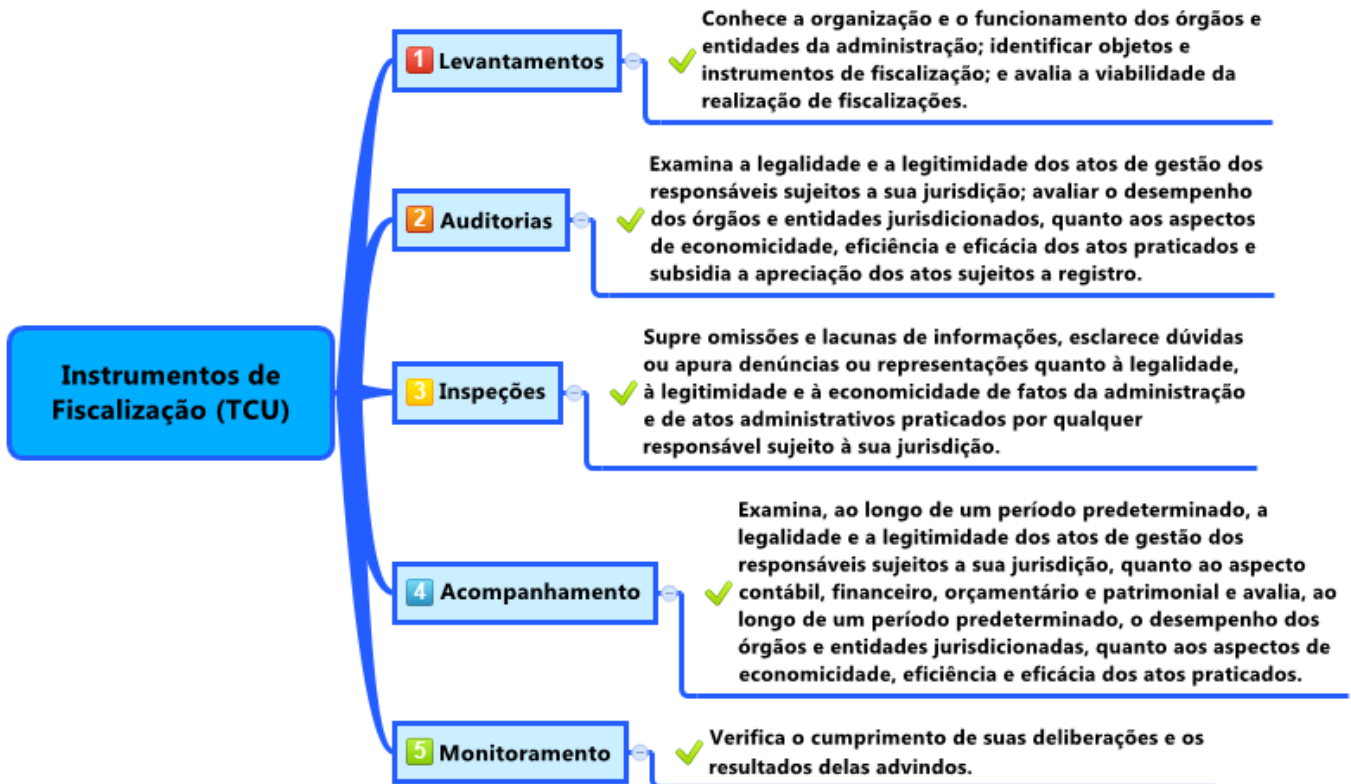 Instrumentos de
Fiscalização (TCU)
1 Levantamentos
Conhece a organização e o funcionamento dos órgãos e
entidades da administração; identificar objetos e
instrumentos de fiscalização; e avalia a viabilidade da
realização de fiscalizações.
2 Auditorias
Examina a legalidade e a legitimidade dos atos de gestão dos
responsáveis sujeitos a sua jurisdição; avaliar o desempenho
dos órgãos e entidades jurisdicionados, quanto aos aspectos
de economicidade, eficiência e eficácia dos atos praticados e
subsidia a apreciação dos atos sujeitos a registro.
3 Inspeções
Supre omissões e lacunas de informações, esclarece dúvidas
ou apura denúncias ou representações quanto à legalidade,
à legitimidade e à economicidade de fatos da administração
e de atos administrativos praticados por qualquer
responsável sujeito à sua jurisdição.
4 Acompanhamento
Examina, ao longo de um período predeterminado, a
legalidade e a legitimidade dos atos de gestão dos
responsáveis sujeitos a sua jurisdição, quanto ao aspecto
contábil, financeiro, orçamentário e patrimonial e avalia, ao
longo de um período predeterminado, o desempenho dos
órgãos e entidades jurisdicionadas, quanto aos aspectos de
economicidade, eficiência e eficácia dos atos praticados.
5 Monitoramento
Verifica o cumprimento de suas deliberações e os
resultados delas advindos.